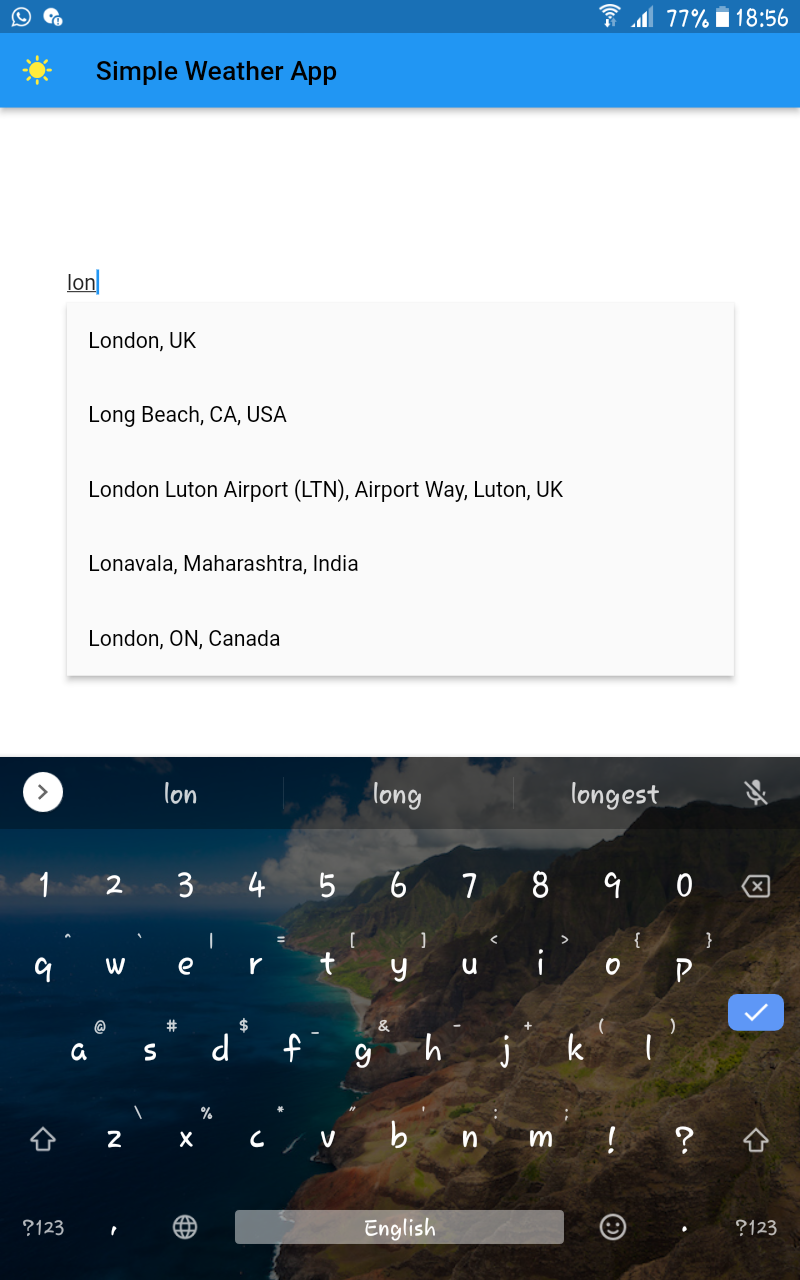 77% 18:56
Simple Weather App
lon
London, UK
Long Beach, CA, USA
London Luton Airport (LTN), Airport Way, Luton, UK
Lonavala, Maharashtra, India
London, ON, Canada
lon long longest
1 2 3 4 5 6 7 8 9 0
^ ` | = [ ] < > { }
q w e r t y u i o p
@ # $ _ & - + ( )
a s d f g h j k l
\ % * " ' : ;
z x c v b n m ! ?
?123 , English . ?123